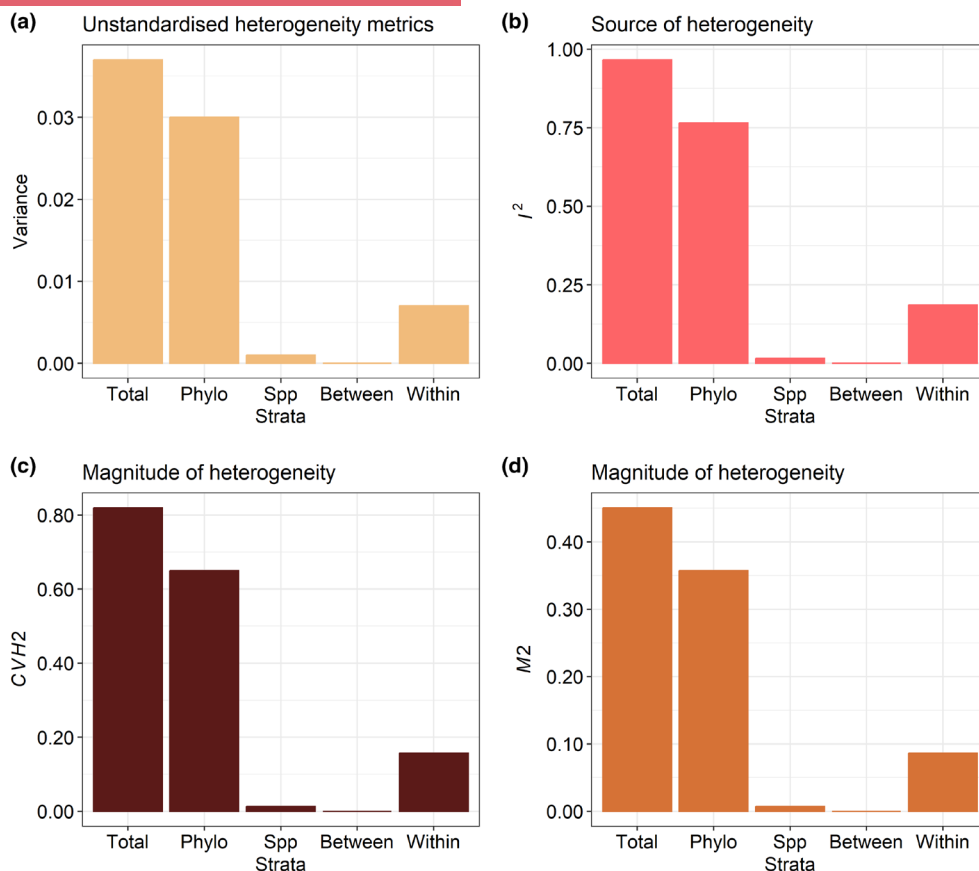 (a) Unstandardised heterogeneity metrics
Variance
0.03
0.02
0.01
0.00
Total Phylo Spp Between Within
Strata
(b) Source of heterogeneity
I²
1.00
0.75
0.50
0.25
0.00
Total Phylo Spp Between Within
Strata
(c) Magnitude of heterogeneity
CVH2
0.80
0.60
0.40
0.20
0.00
Total Phylo Spp Between Within
Strata
(d) Magnitude of heterogeneity
M2
0.40
0.30
0.20
0.10
0.00
Total Phylo Spp Between Within
Strata